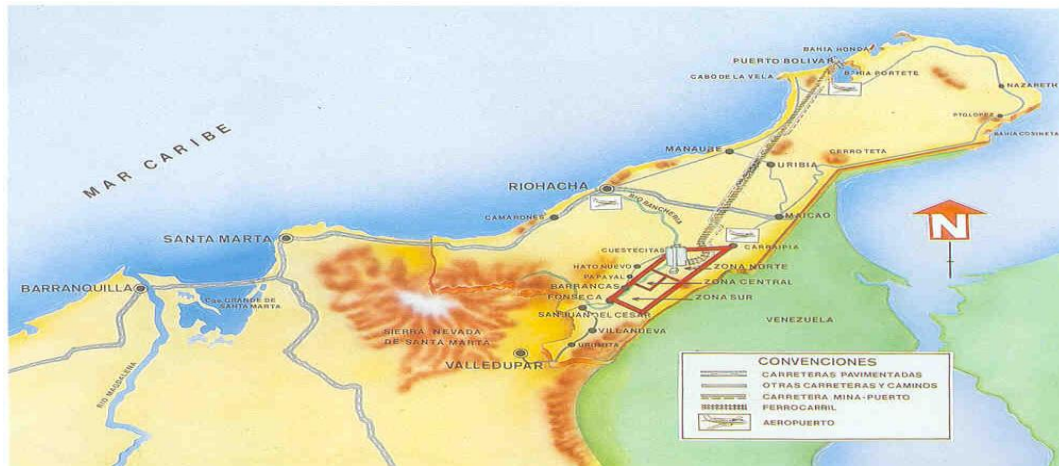 MAR CARIBE
BAHIA HONDA
PUERTO BOLIVAR
CABO DE LA VELA
BAHIA PORTETE
NAZARETH
PTO LOPEZ
BAHIA COSINETA
CERRO TETA
MANAURE
URIBIA
RIOHACHA
RIO RANCHERIA
CAMARONES
MAICAO
SANTA MARTA
CUESTECITAS
CARRAIPIA
HATO NUEVO
ZONA NORTE
PAPAYAL
BARRANCAS
ZONA CENTRAL
FONSECA
ZONA SUR
BARRANQUILLA
GRANDE DE
SANTA MARTA
SAN JUAN DEL CESAR
VILLANUEVA
URUMITA
VALLEDUPAR
SIERRA NEVADA
DE SANTA MARTA
RIO MAGDALENA
VENEZUELA
N
CONVENCIONES
CARRETERAS PAVIMENTADAS
OTRAS CARRETERAS Y CAMINOS
CARRETERA MINA-PUERTO
FERROCARRIL
AEROPUERTO